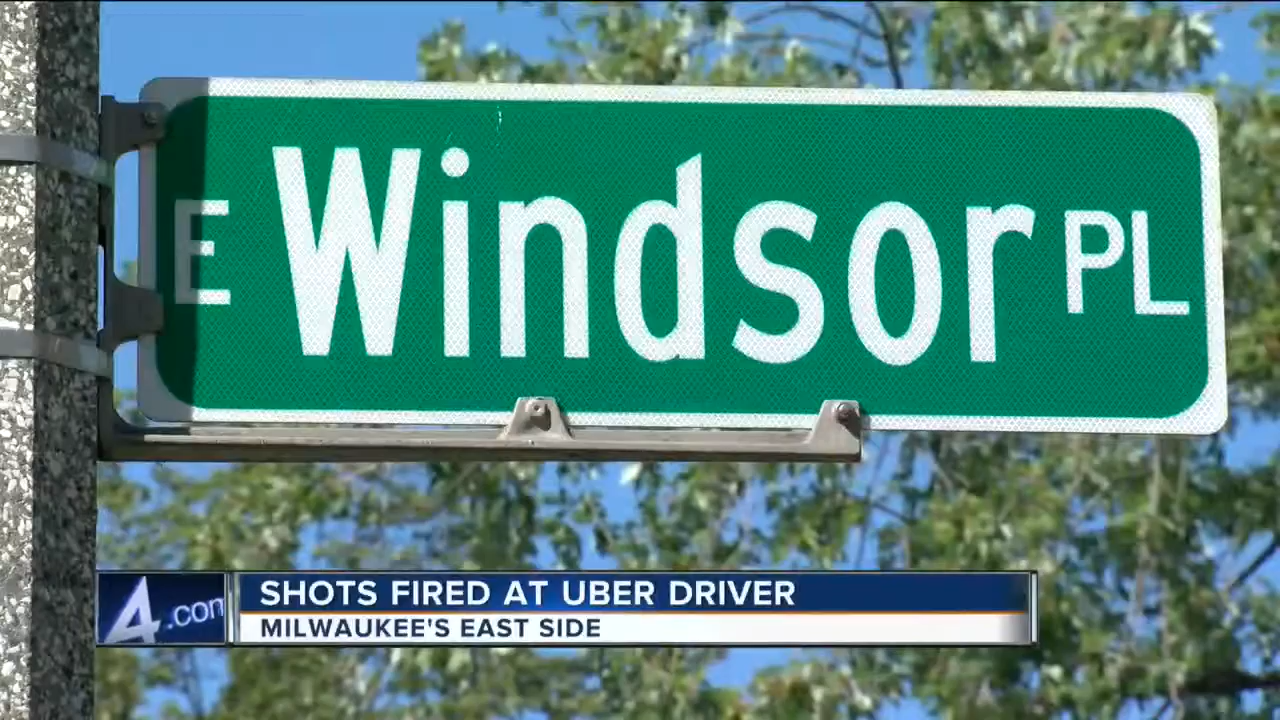 E Windsor PL
4.com
SHOTS FIRED AT UBER DRIVER
MILWAUKEE'S EAST SIDE